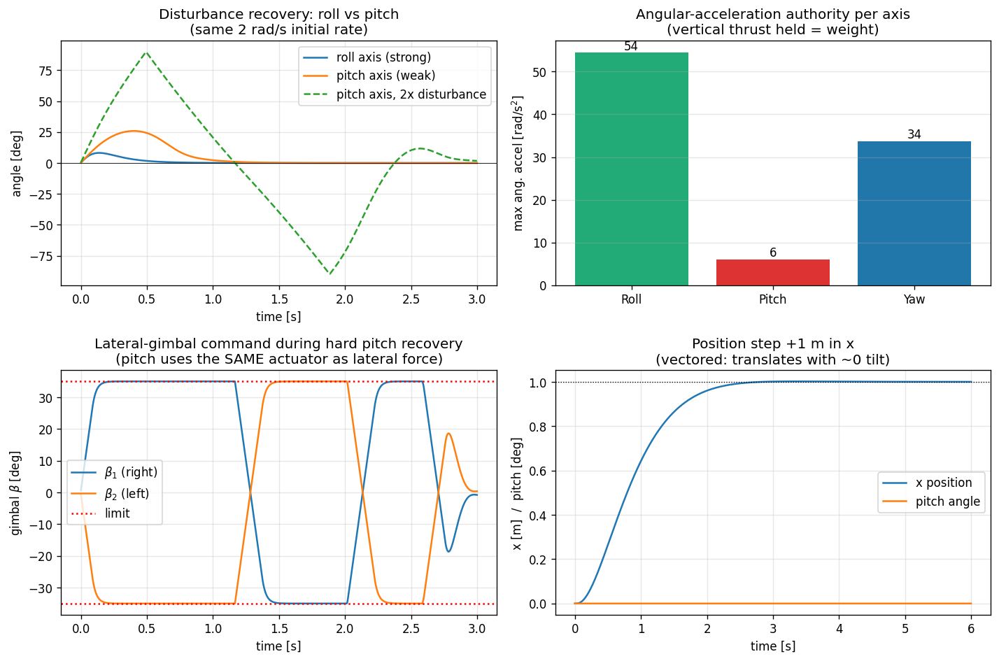 Disturbance recovery: roll vs pitch
(same 2 rad/s initial rate)
angle [deg]
75
50
25
0
−25
−50
−75
roll axis (strong)
pitch axis (weak)
pitch axis, 2x disturbance
0.0 0.5 1.0 1.5 2.0 2.5 3.0
time [s]
Angular-acceleration authority per axis
(vertical thrust held = weight)
max ang. accel [rad/s²]
50
40
30
20
10
0
54
6
34
Roll Pitch Yaw
Lateral-gimbal command during hard pitch recovery
(pitch uses the SAME actuator as lateral force)
gimbal β [deg]
30
20
10
0
−10
−20
−30
β₁ (right)
β₂ (left)
limit
0.0 0.5 1.0 1.5 2.0 2.5 3.0
time [s]
Position step +1 m in x
(vectored: translates with ~0 tilt)
x [m] / pitch [deg]
1.0
0.8
0.6
0.4
0.2
0.0
x position
pitch angle
0 1 2 3 4 5 6
time [s]